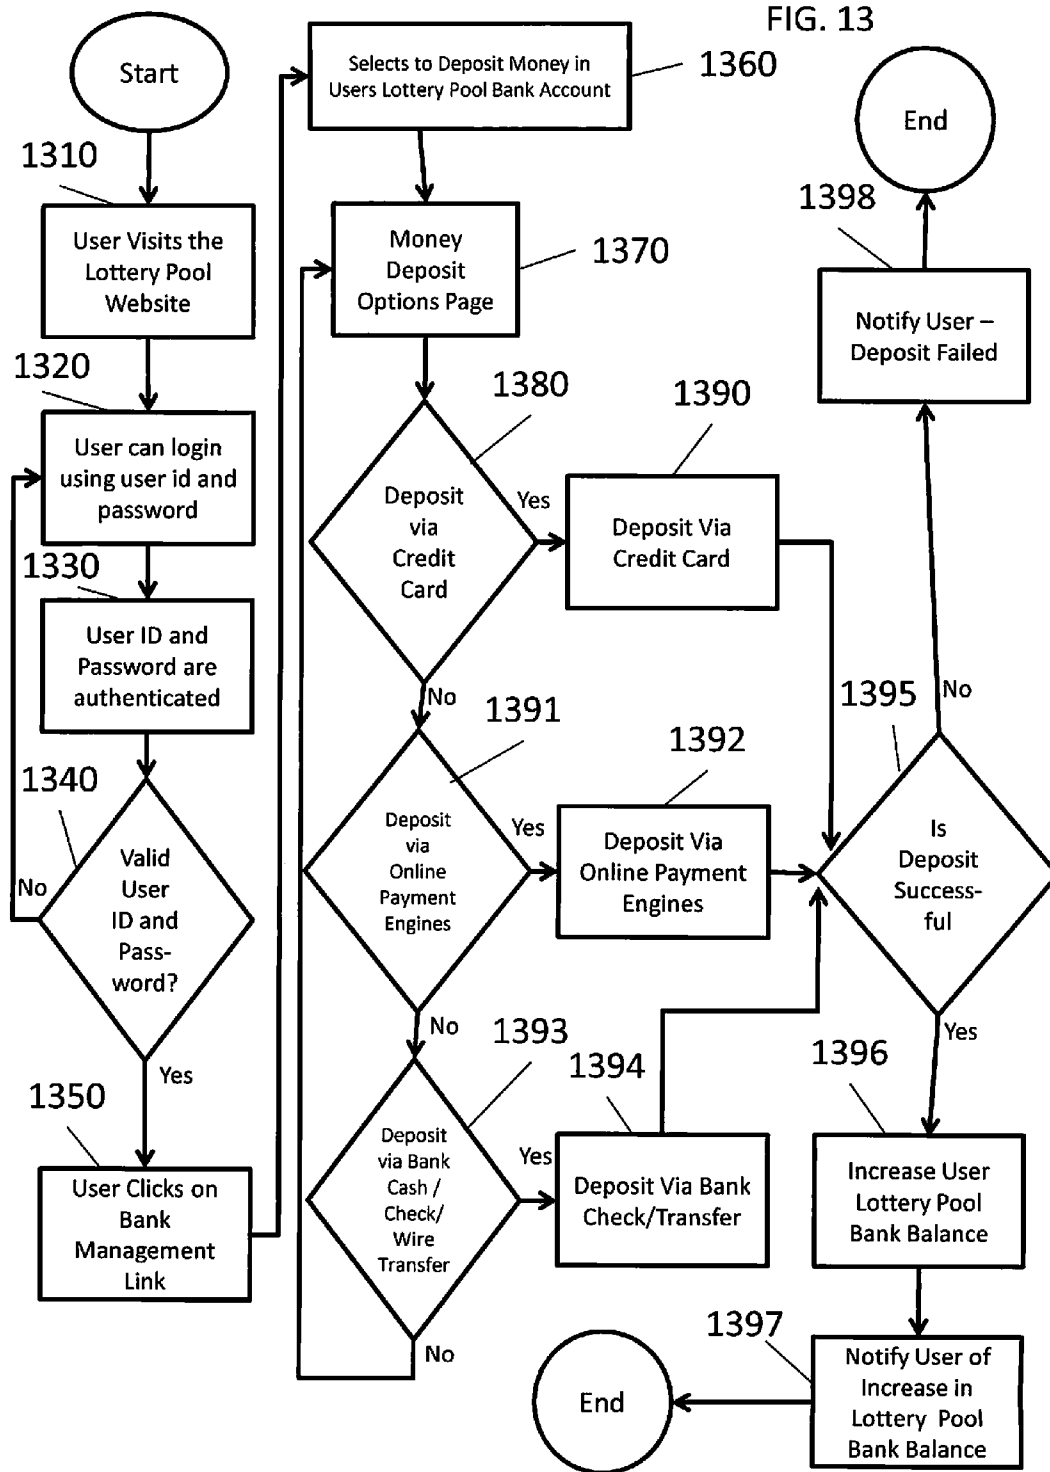 FIG. 13
Start
1310
User Visits the
Lottery Pool
Website
1320
User can login
using user id and
password
1330
User ID and
Password are
authenticated
1340
Valid
User
ID and
Pass-
word?
No
Yes
1350
User Clicks on
Bank
Management
Link
Selects to Deposit Money in
Users Lottery Pool Bank Account
1360
Money
Deposit
Options Page
1370
1380
Deposit
via
Credit
Card
Yes
1390
Deposit Via
Credit Card
No
1391
Deposit
via
Online
Payment
Engines
Yes
1392
Deposit Via
Online Payment
Engines
No
1393
Deposit
via Bank
Cash /
Check/
Wire
Transfer
Yes
1394
Deposit Via Bank
Check/Transfer
No
1395
Is
Deposit
Success-
ful
No
1398
Notify User –
Deposit Failed
End
Yes
1396
Increase User
Lottery Pool
Bank Balance
1397
Notify User of
Increase in
Lottery Pool
Bank Balance
End